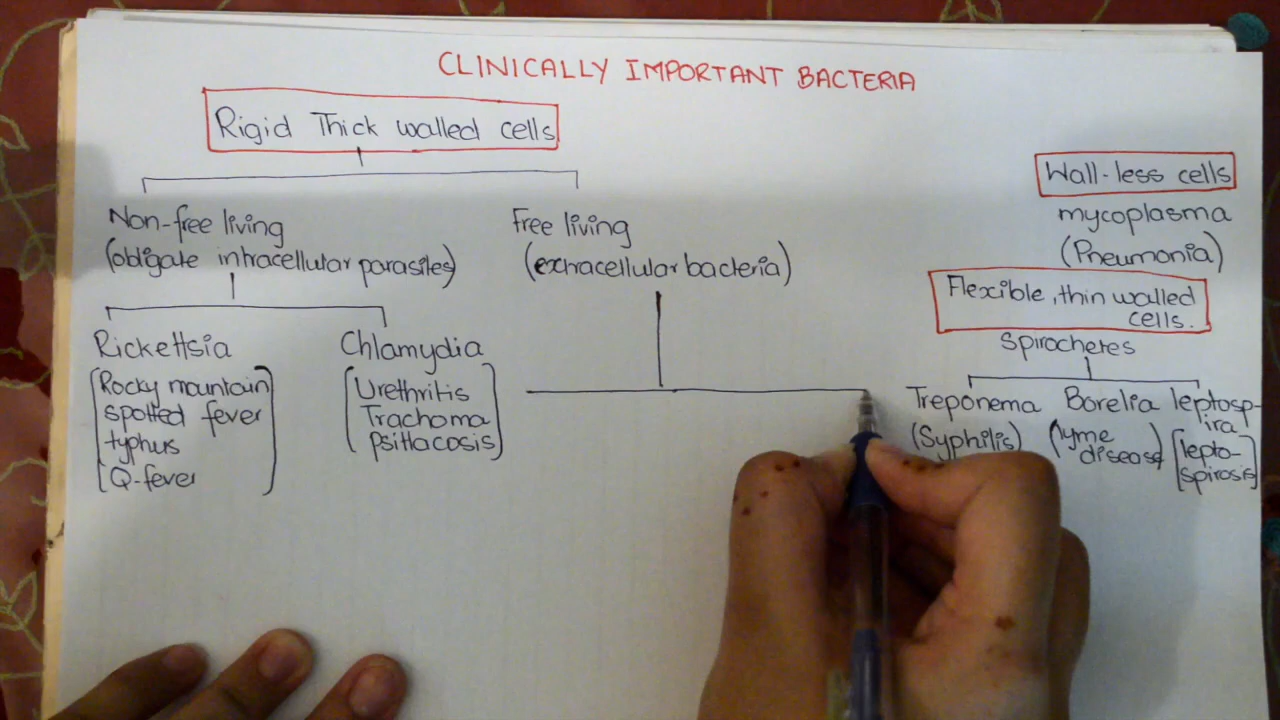 CLINICALLY IMPORTANT BACTERIA
Rigid Thick walled cells
Non-free living
(obligate intracellular parasites)
Free living
(extracellular bacteria)
Rickettsia
[Rocky mountain
spotted fever
typhus
Q-fever]
Chlamydia
[Urethritis
Trachoma
psittacosis]
Wall-less cells
mycoplasma
(Pneumonia)
Flexible, thin walled
cells.
Spirochetes
Treponema
(Syphilis)
Borelia
(lyme
disease)
leptosp-
ira
[lepto-
spirosis]